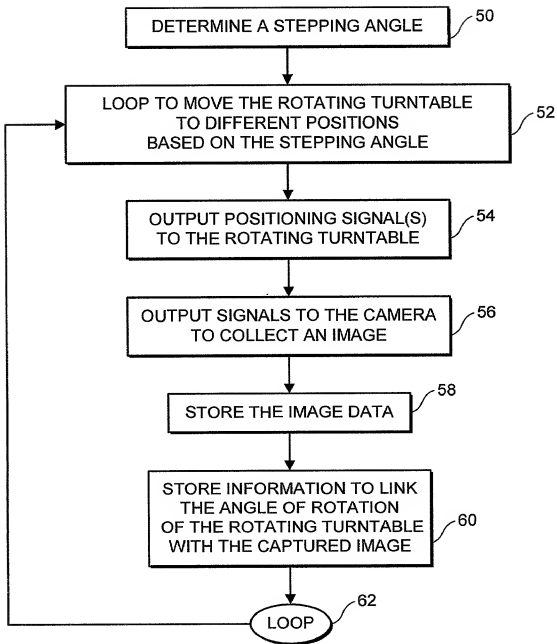 DETERMINE A STEPPING ANGLE
50
LOOP TO MOVE THE ROTATING TURNTABLE
TO DIFFERENT POSITIONS
BASED ON THE STEPPING ANGLE
52
OUTPUT POSITIONING SIGNAL(S)
TO THE ROTATING TURNTABLE
54
OUTPUT SIGNALS TO THE CAMERA
TO COLLECT AN IMAGE
56
STORE THE IMAGE DATA
58
STORE INFORMATION TO LINK
THE ANGLE OF ROTATION
OF THE ROTATING TURNTABLE
WITH THE CAPTURED IMAGE
60
LOOP
62